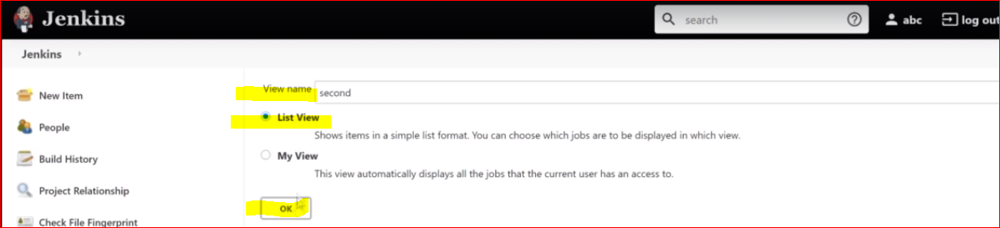 Jenkins
search
abc
log out
Jenkins
New Item
People
Build History
Project Relationship
Check File Fingerprint
View name
second
List View
Shows items in a simple list format. You can choose which jobs are to be displayed in which view.
My View
This view automatically displays all the jobs that the current user has an access to.
OK